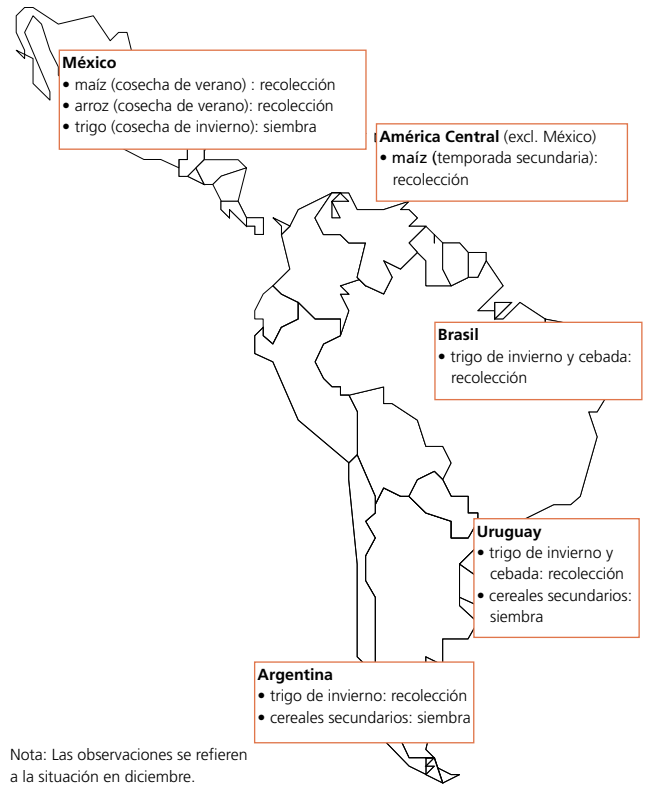 México
• maíz (cosecha de verano) : recolección
• arroz (cosecha de verano): recolección
• trigo (cosecha de invierno): siembra
América Central (excl. México)
• maíz (temporada secundaria):
recolección
Brasil
• trigo de invierno y cebada:
recolección
Uruguay
• trigo de invierno y
cebada: recolección
• cereales secundarios:
siembra
Argentina
• trigo de invierno: recolección
• cereales secundarios: siembra
Nota: Las observaciones se refieren
a la situación en diciembre.